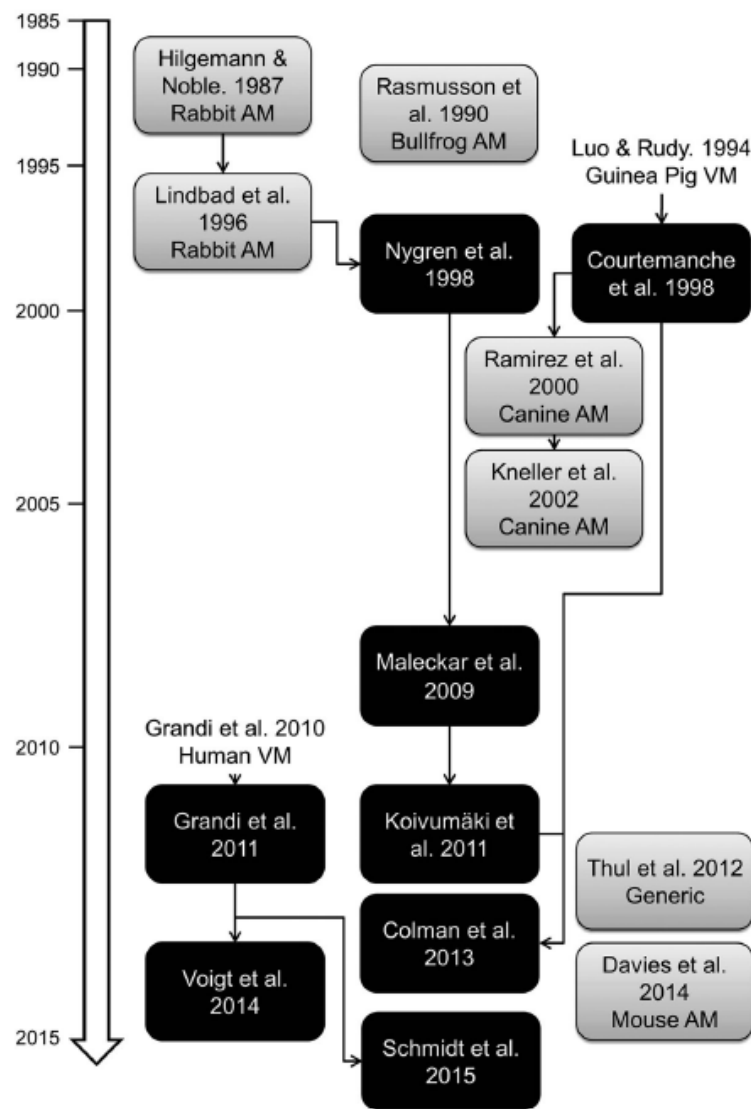 1985
1990
1995
2000
2005
2010
2015
Hilgemann &
Noble. 1987
Rabbit AM
Rasmusson et
al. 1990
Bullfrog AM
Luo & Rudy. 1994
Guinea Pig VM
Lindbad et al.
1996
Rabbit AM
Nygren et al.
1998
Courtemanche
et al. 1998
Ramirez et al.
2000
Canine AM
Kneller et al.
2002
Canine AM
Maleckar et al.
2009
Grandi et al. 2010
Human VM
Grandi et al.
2011
Koivumäki et
al. 2011
Thul et al. 2012
Generic
Colman et al.
2013
Voigt et al.
2014
Davies et al.
2014
Mouse AM
Schmidt et al.
2015